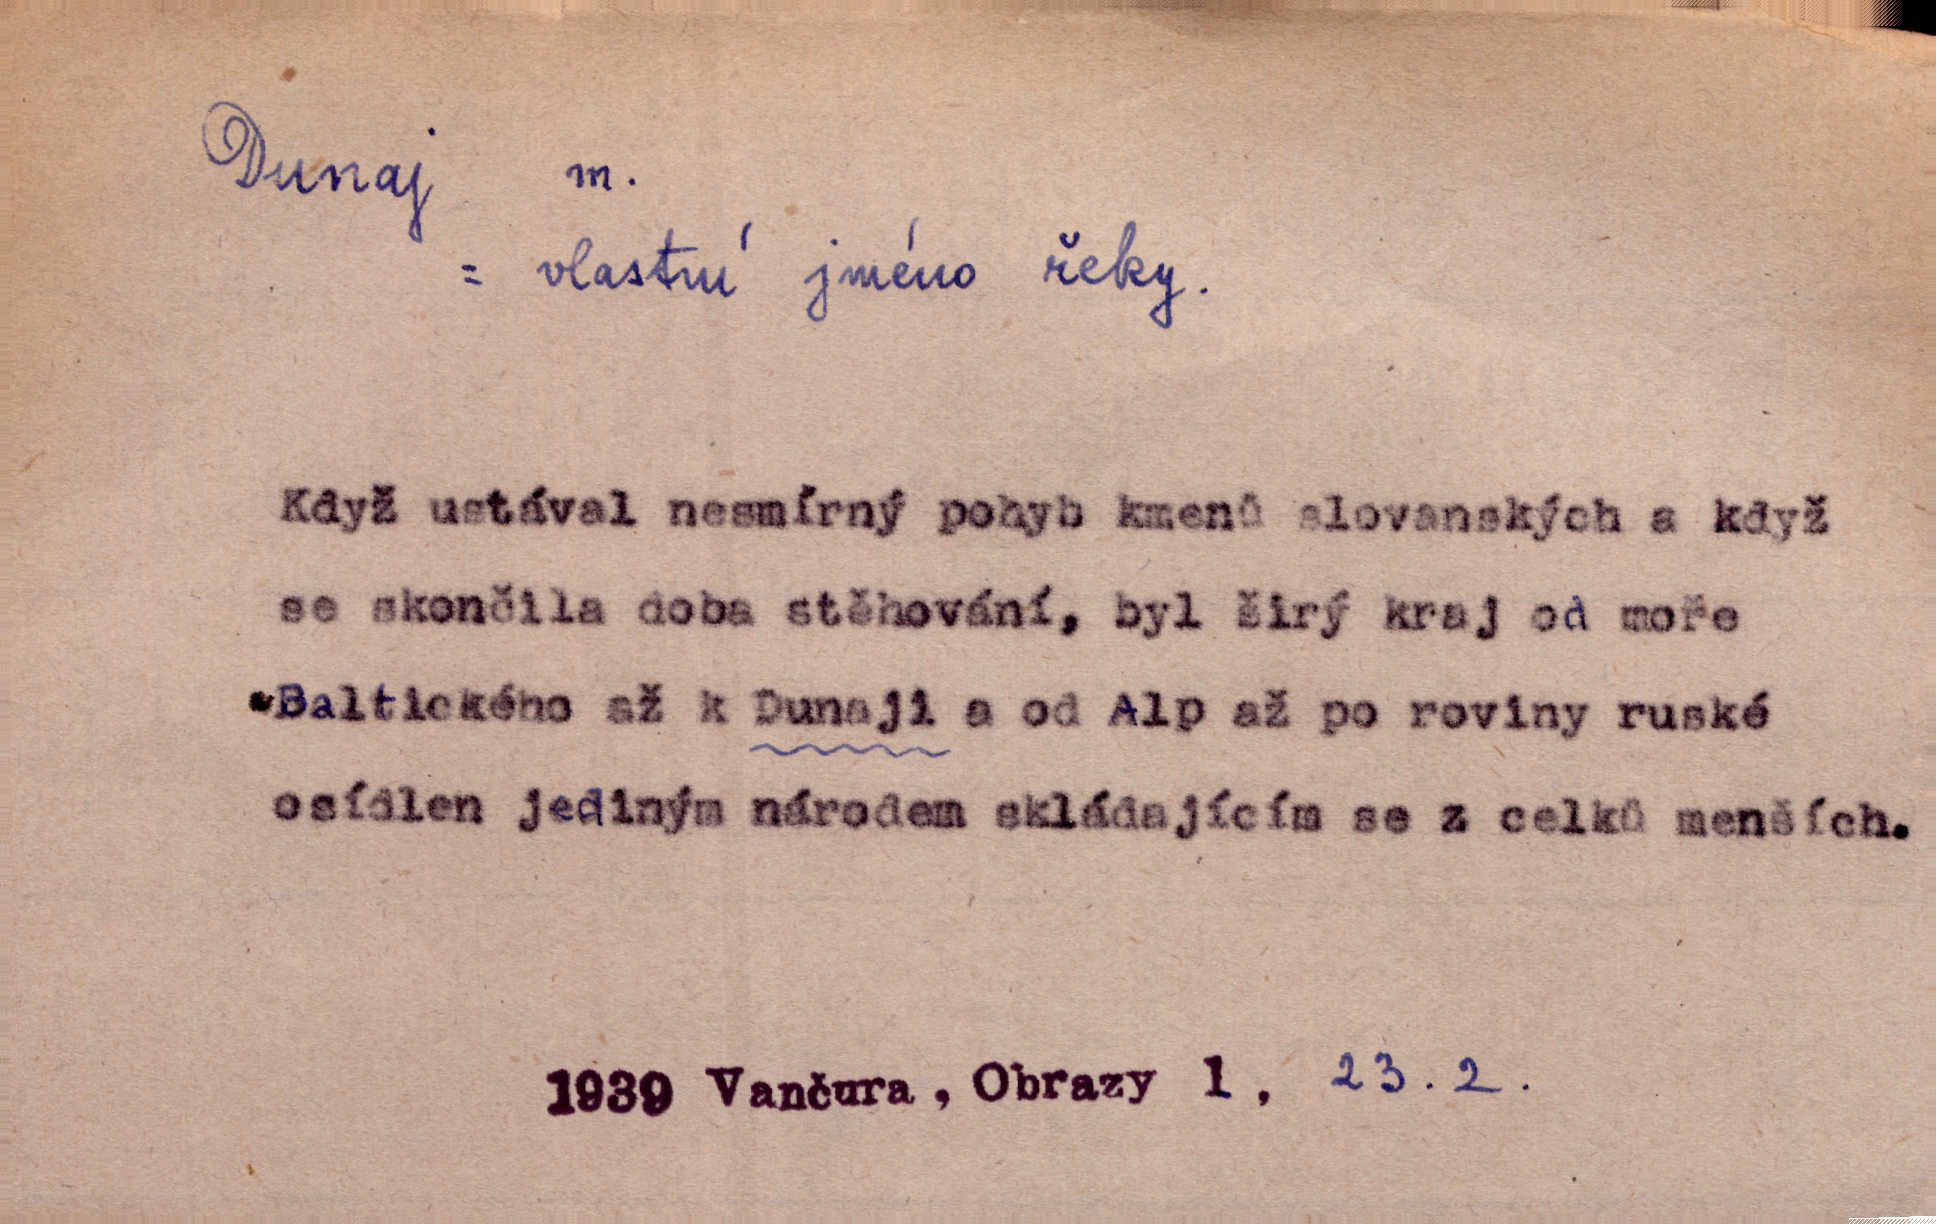 Dunaj m.
= vlastní jméno řeky.
Když ustával nesmírný pohyb kmenů slovanských a když
se skončila doba stěhování, byl širý kraj od moře
Baltického až k Dunaji a od Alp až po roviny ruské
osídlen jediným národem skládajícím se z celků menších.
1939 Vančura, Obrazy 1, 23.2.